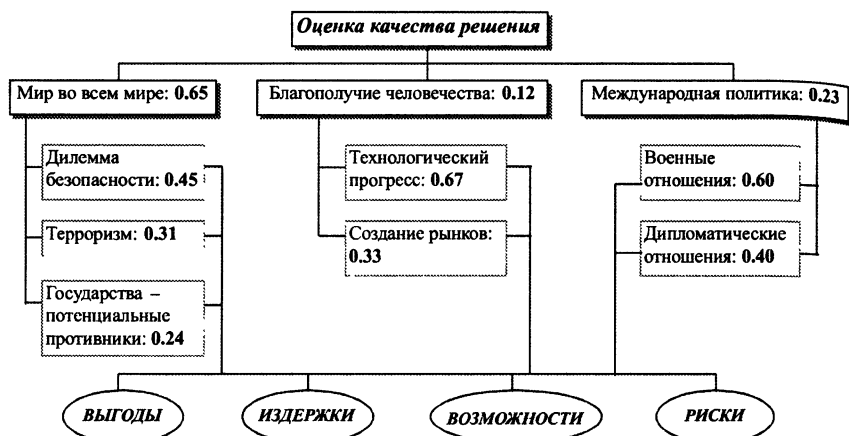 Оценка качества решения
Мир во всем мире: 0.65
Благополучие человечества: 0.12
Международная политика: 0.23
Дилемма
безопасности: 0.45
Терроризм: 0.31
Государства –
потенциальные
противники: 0.24
Технологический
прогресс: 0.67
Создание рынков:
0.33
Военные
отношения: 0.60
Дипломатические
отношения: 0.40
ВЫГОДЫ
ИЗДЕРЖКИ
ВОЗМОЖНОСТИ
РИСКИ